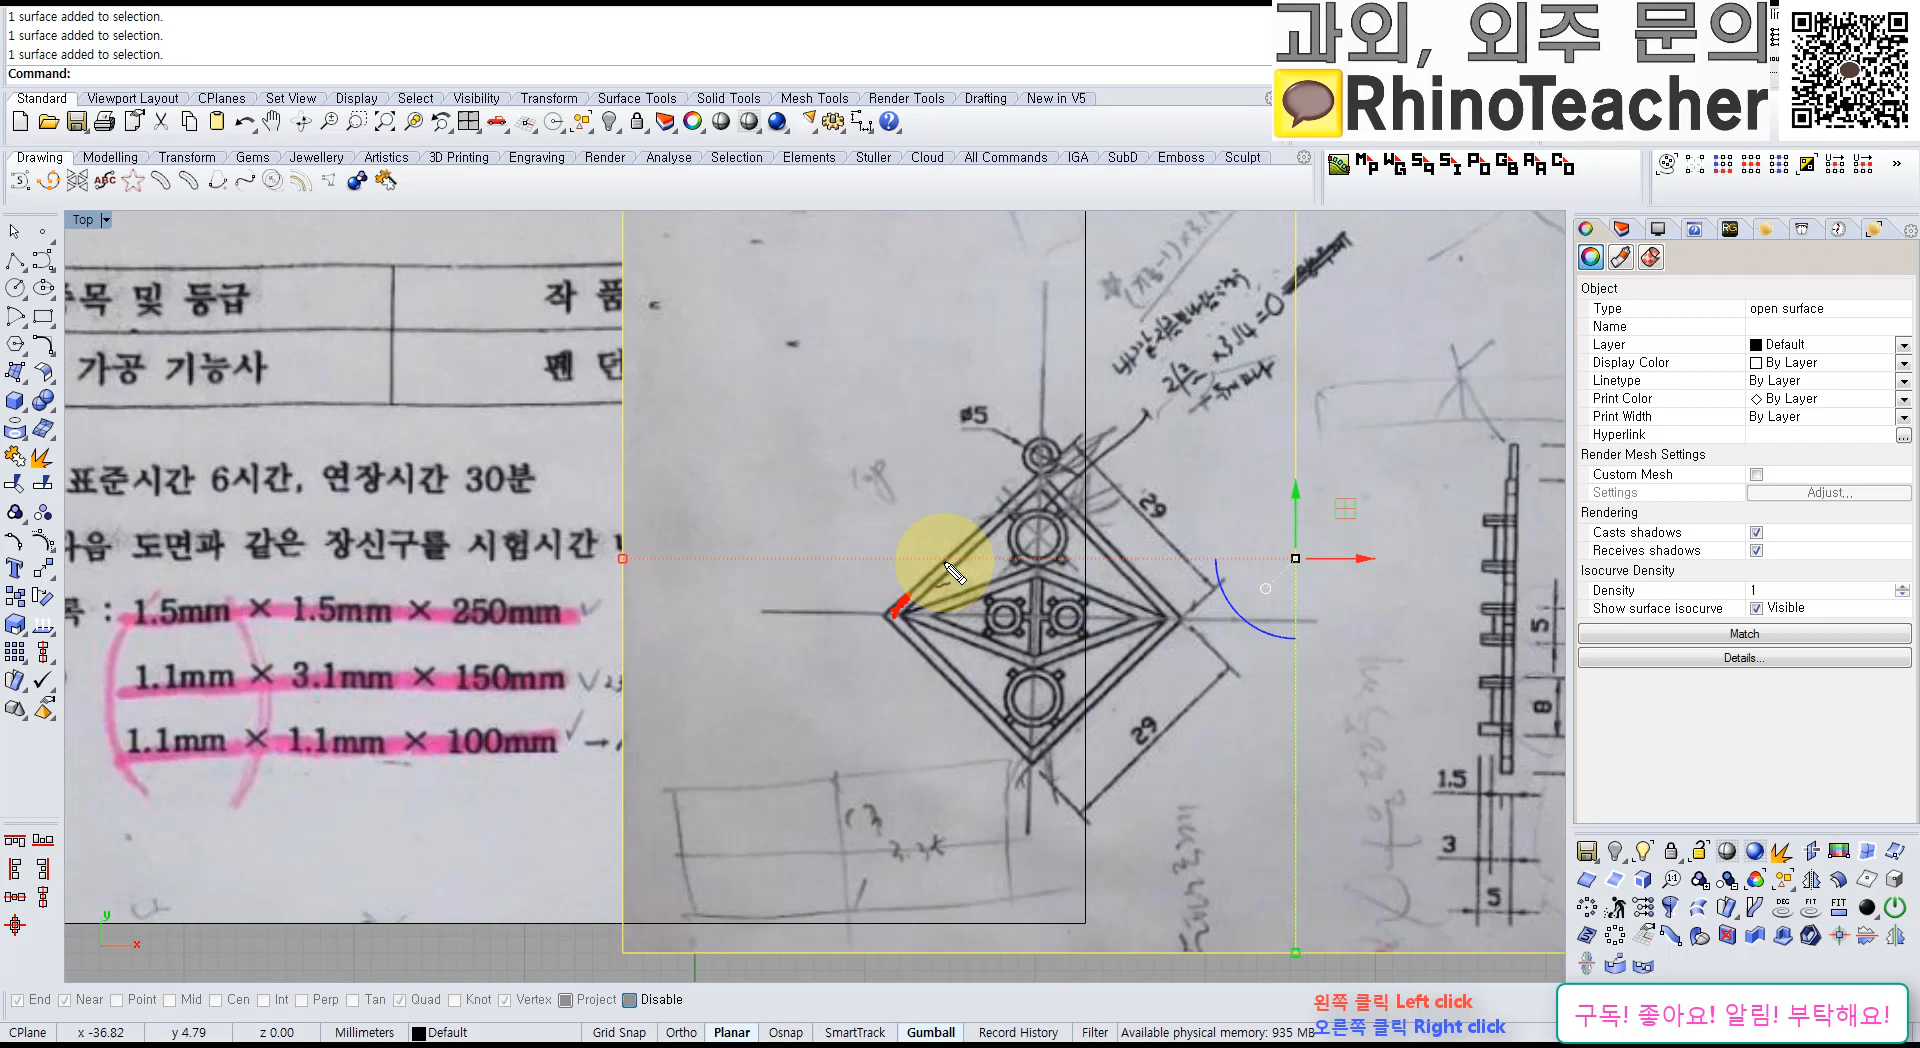 1 surface added to selection.
1 surface added to selection.
1 surface added to selection.
Command:
과외, 외주 문의
RhinoTeacher
Standard Viewport Layout CPlanes Set View Display Select Visibility Transform Surface Tools Solid Tools Mesh Tools Render Tools Drafting New in V5
Drawing Modelling Transform Gems Jewellery Artistics 3D Printing Engraving Render Analyse Selection Elements Stuller Cloud All Commands IGA SubD Emboss Sculpt
Top
목 및 등급
作 品
가공 기능사
펜 던
표준시간 6시간, 연장시간 30분
다음 도면과 같은 장신구를 시험시간
: 1.5mm × 1.5mm × 250mm
1.1mm × 3.1mm × 150mm
1.1mm × 1.1mm × 100mm
ø5
29
29
5
8
1.5
3
5
y
x
Object
Type open surface
Name
Layer Default
Display Color By Layer
Linetype By Layer
Print Color By Layer
Print Width By Layer
Hyperlink
Render Mesh Settings
Custom Mesh
Settings Adjust...
Rendering
Casts shadows
Receives shadows
Isocurve Density
Density 1
Show surface isocurve Visible
Match
Details...
End Near Point Mid Cen Int Perp Tan Quad Knot Vertex Project Disable
왼쪽 클릭 Left click
오른쪽 클릭 Right click
구독! 좋아요! 알림! 부탁해요!
CPlane x -36.82 y 4.79 z 0.00 Millimeters Default Grid Snap Ortho Planar Osnap SmartTrack Gumball Record History Filter Available physical memory: 935 MB